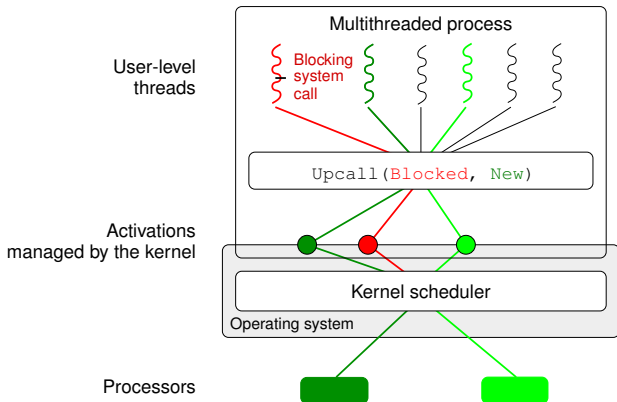 Multithreaded process
User-level
threads
Blocking
system
call
Upcall(Blocked, New)
Activations
managed by the kernel
Kernel scheduler
Operating system
Processors